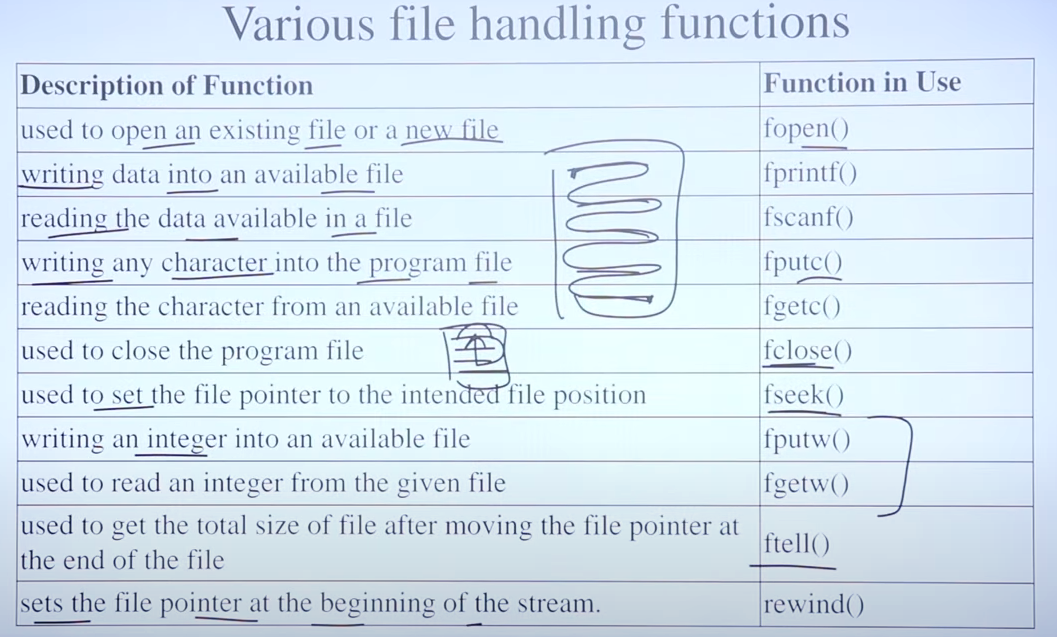 Various file handling functions
Description of Function Function in Use
used to open an existing file or a new file fopen()
writing data into an available file fprintf()
reading the data available in a file fscanf()
writing any character into the program file fputc()
reading the character from an available file fgetc()
used to close the program file fclose()
used to set the file pointer to the intended file position fseek()
writing an integer into an available file fputw()
used to read an integer from the given file fgetw()
used to get the total size of file after moving the file pointer at
the end of the file ftell()
sets the file pointer at the beginning of the stream. rewind()